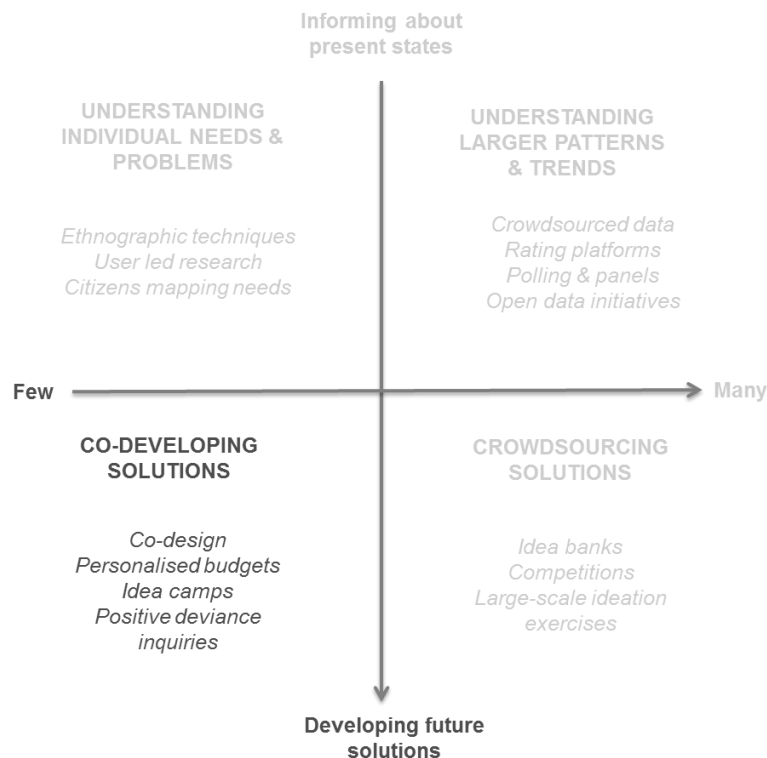 Informing about
present states
UNDERSTANDING
INDIVIDUAL NEEDS &
PROBLEMS
Ethnographic techniques
User led research
Citizens mapping needs
UNDERSTANDING
LARGER PATTERNS
& TRENDS
Crowdsourced data
Rating platforms
Polling & panels
Open data initiatives
Few
Many
CO-DEVELOPING
SOLUTIONS
Co-design
Personalised budgets
Idea camps
Positive deviance
inquiries
CROWDSOURCING
SOLUTIONS
Idea banks
Competitions
Large-scale ideation
exercises
Developing future
solutions